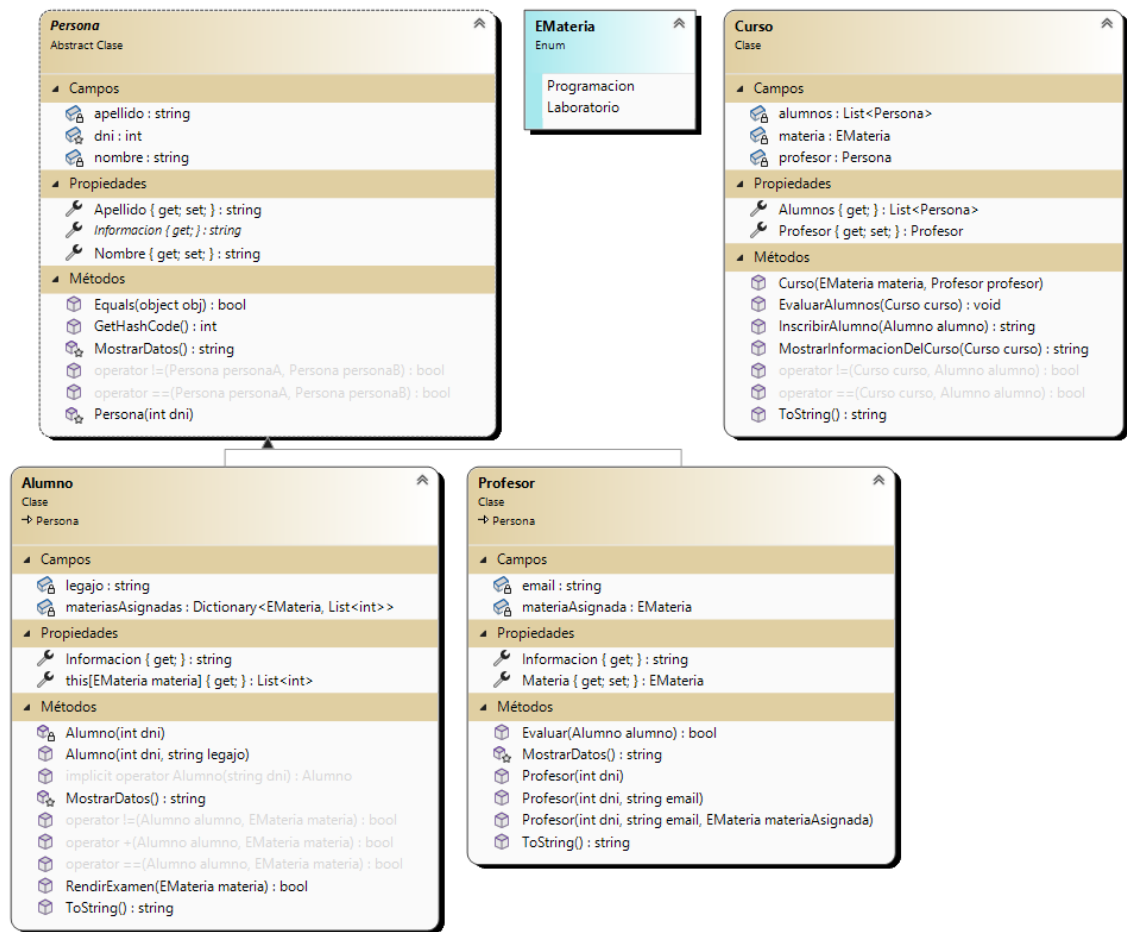 Persona
Abstract Clase
Campos
apellido : string
dni : int
nombre : string
Propiedades
Apellido { get; set; } : string
Informacion { get; } : string
Nombre { get; set; } : string
Métodos
Equals(object obj) : bool
GetHashCode() : int
MostrarDatos() : string
operator !=(Persona personaA, Persona personaB) : bool
operator ==(Persona personaA, Persona personaB) : bool
Persona(int dni)
EMateria
Enum
Programacion
Laboratorio
Curso
Clase
Campos
alumnos : List<Persona>
materia : EMateria
profesor : Persona
Propiedades
Alumnos { get; } : List<Persona>
Profesor { get; set; } : Profesor
Métodos
Curso(EMateria materia, Profesor profesor)
EvaluarAlumnos(Curso curso) : void
InscribirAlumno(Alumno alumno) : string
MostrarInformacionDelCurso(Curso curso) : string
operator !=(Curso curso, Alumno alumno) : bool
operator ==(Curso curso, Alumno alumno) : bool
ToString() : string
Alumno
Clase
Persona
Campos
legajo : string
materiasAsignadas : Dictionary<EMateria, List<int>>
Propiedades
Informacion { get; } : string
this[EMateria materia] { get; } : List<int>
Métodos
Alumno(int dni)
Alumno(int dni, string legajo)
implicit operator Alumno(string dni) : Alumno
MostrarDatos() : string
operator !=(Alumno alumno, EMateria materia) : bool
operator +(Alumno alumno, EMateria materia) : bool
operator ==(Alumno alumno, EMateria materia) : bool
RendirExamen(EMateria materia) : bool
ToString() : string
Profesor
Clase
Persona
Campos
email : string
materiaAsignada : EMateria
Propiedades
Informacion { get; } : string
Materia { get; set; } : EMateria
Métodos
Evaluar(Alumno alumno) : bool
MostrarDatos() : string
Profesor(int dni)
Profesor(int dni, string email)
Profesor(int dni, string email, EMateria materiaAsignada)
ToString() : string